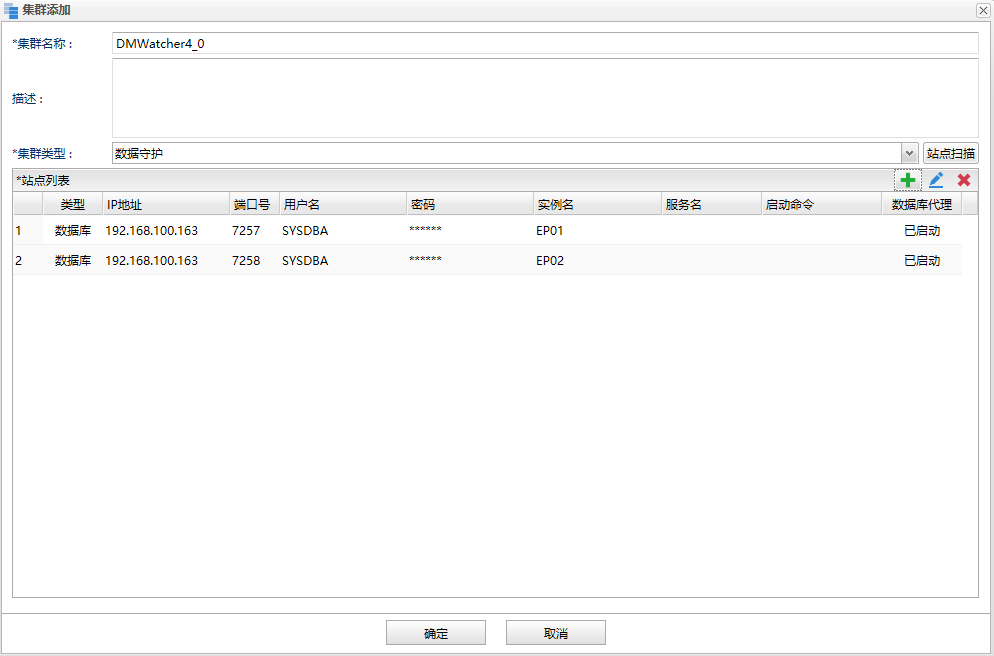 集群添加
*集群名称：
DMWatcher4_0
描述：
*集群类型：
数据守护
站点扫描
*站点列表
类型 IP地址 端口号 用户名 密码 实例名 服务名 启动命令 数据库代理
1 数据库 192.168.100.163 7257 SYSDBA ****** EP01 已启动
2 数据库 192.168.100.163 7258 SYSDBA ****** EP02 已启动
确定 取消